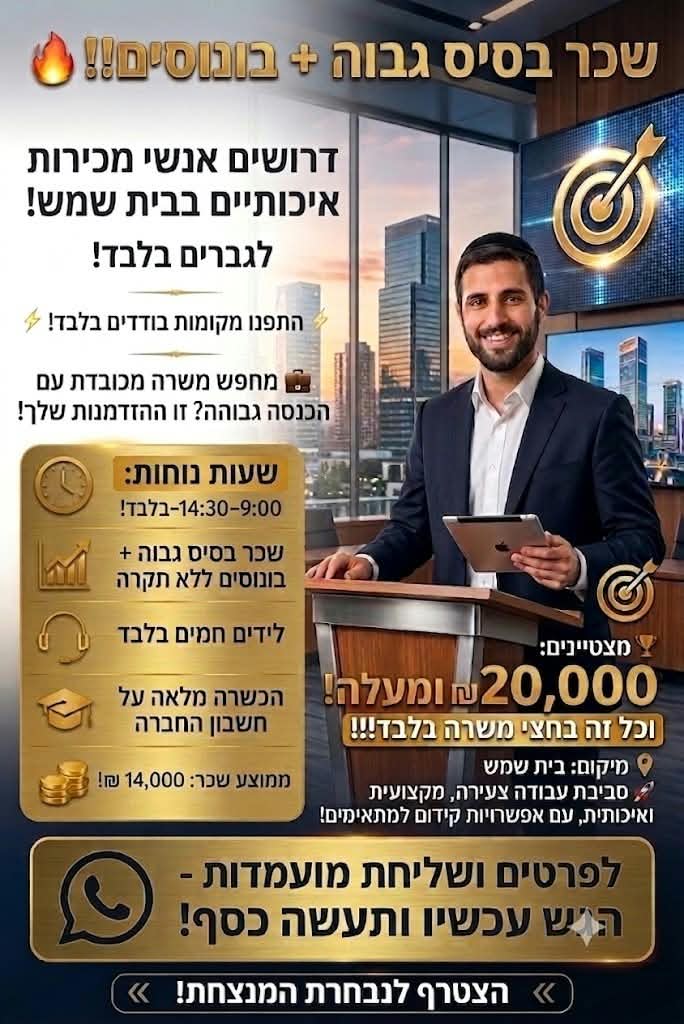 שכר בסיס גבוה + בונוסים!! 🔥
דרושים אנשי מכירות
איכותיים בבית שמש!
לגברים בלבד!
⚡ התפנו מקומות בודדים בלבד! ⚡
💼 מחפש משרה מכובדת עם
הכנסה גבוהה? זו ההזדמנות שלך!
שעות נוחות:
9:00–14:30–בלבד!
שכר בסיס גבוה +
בונוסים ללא תקרה
לידים חמים בלבד
הכשרה מלאה על
חשבון החברה
ממוצע שכר: 14,000 ₪!
🏆 מצטיינים:
20,000 ₪ ומעלה!
וכל זה בחצי משרה בלבד!!!
📍 מיקום: בית שמש
🚀 סביבת עבודה צעירה, מקצועית
ואיכותית, עם אפשרויות קידום למתאימים!
לפרטים ושליחת מועמדות -
הגש עכשיו ותעשה כסף!
» הצטרף לנבחרת המנצחת! «